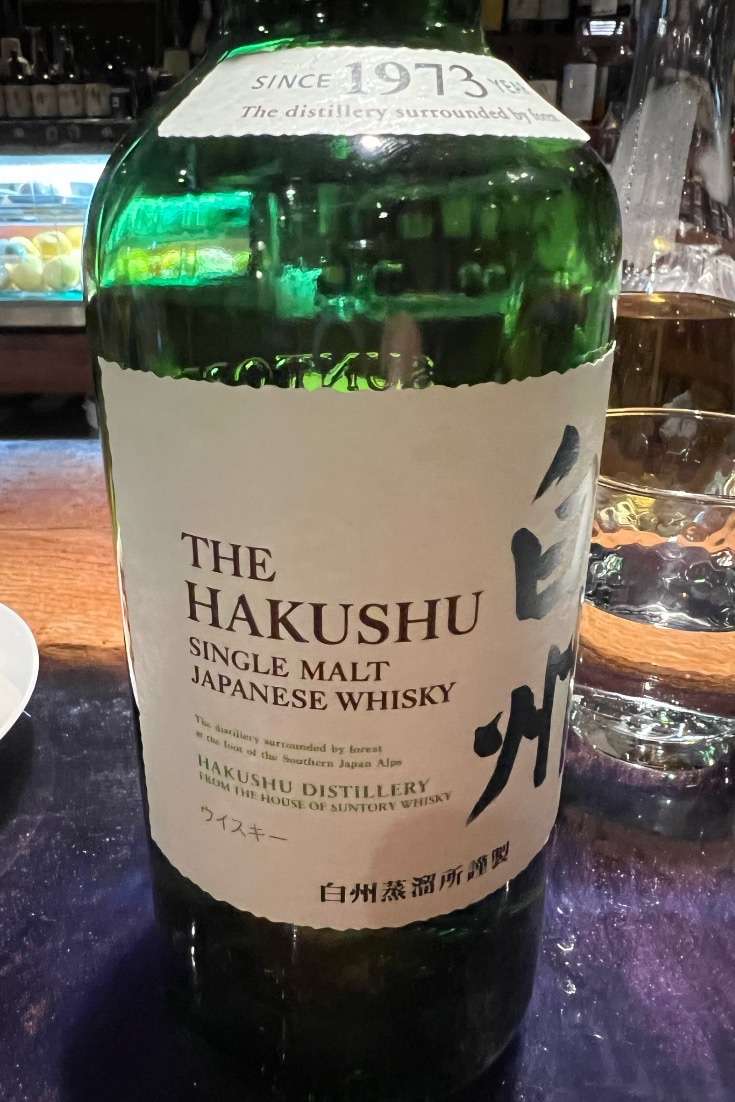 SINCE 1973 YEAR
The distillery surrounded by forest
SUNTORY
白州
THE
HAKUSHU
SINGLE MALT
JAPANESE WHISKY
The distillery surrounded by forest
at the foot of the Southern Japan Alps
HAKUSHU DISTILLERY
FROM THE HOUSE OF SUNTORY WHISKY
ウイスキー
白州蒸溜所謹製